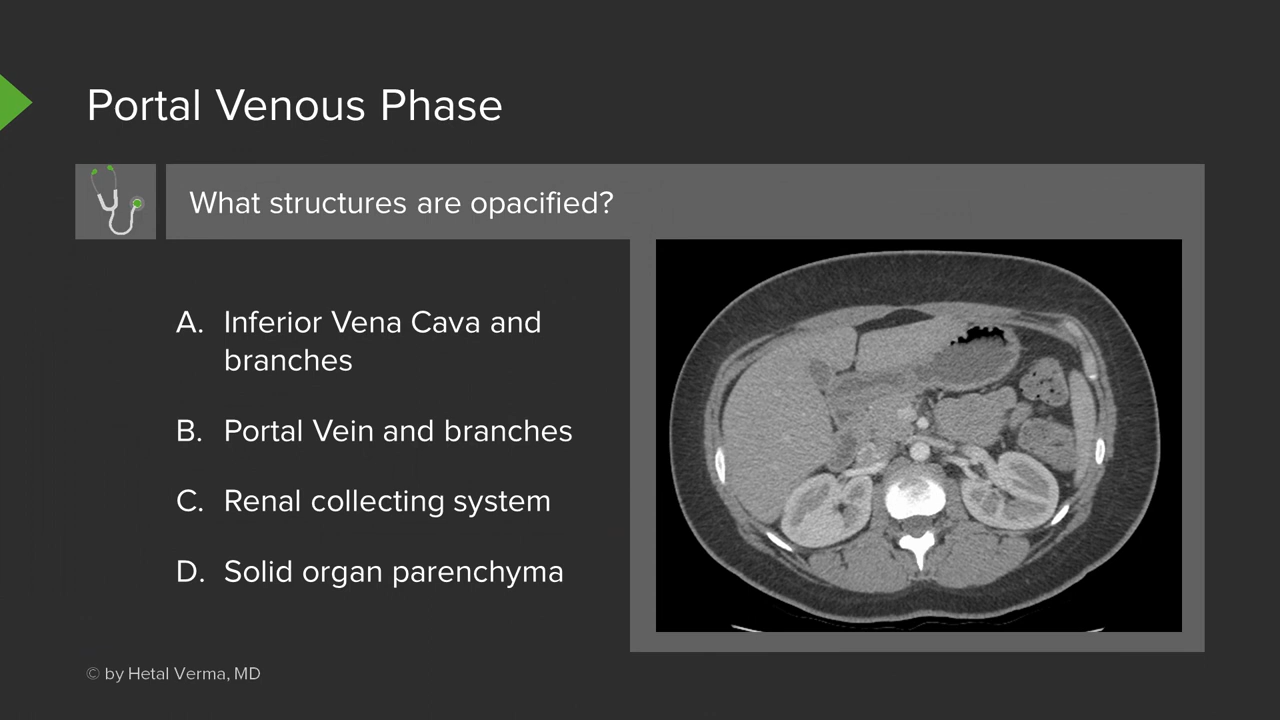 Portal Venous Phase
What structures are opacified?
A. Inferior Vena Cava and
branches
B. Portal Vein and branches
C. Renal collecting system
D. Solid organ parenchyma
© by Hetal Verma, MD